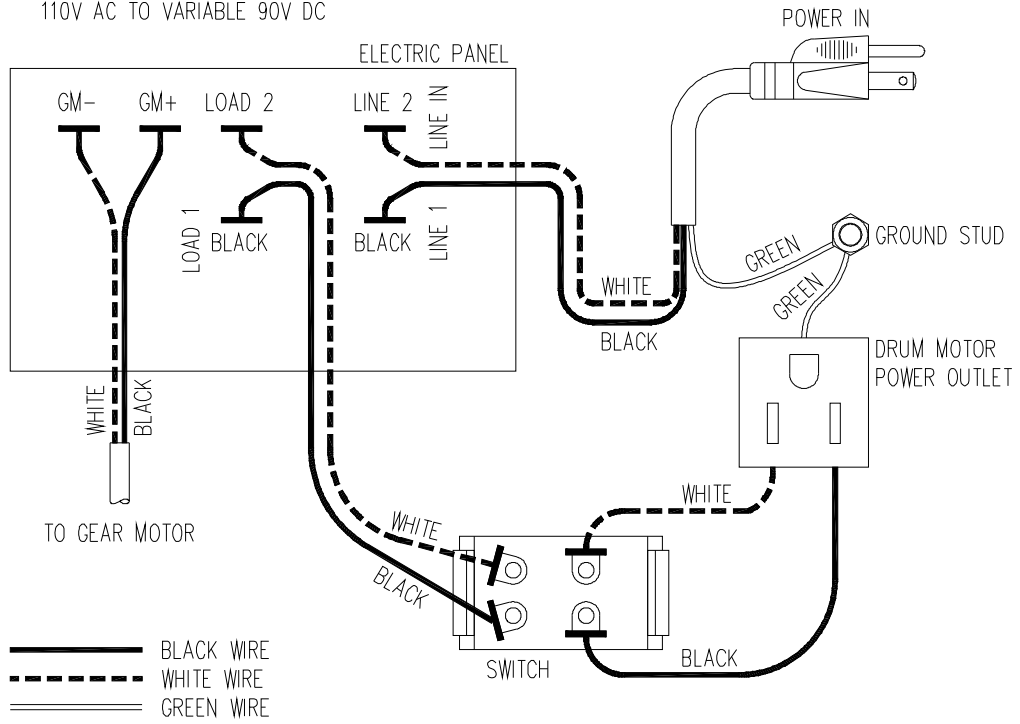 110V AC TO VARIABLE 90V DC
POWER IN
ELECTRIC PANEL
GM-
GM+
LOAD 2
LINE 2
LINE IN
LOAD 1
BLACK
BLACK
LINE 1
GREEN
GROUND STUD
WHITE
GREEN
BLACK
DRUM MOTOR
POWER OUTLET
WHITE
BLACK
TO GEAR MOTOR
WHITE
WHITE
BLACK
SWITCH
BLACK
BLACK WIRE
WHITE WIRE
GREEN WIRE